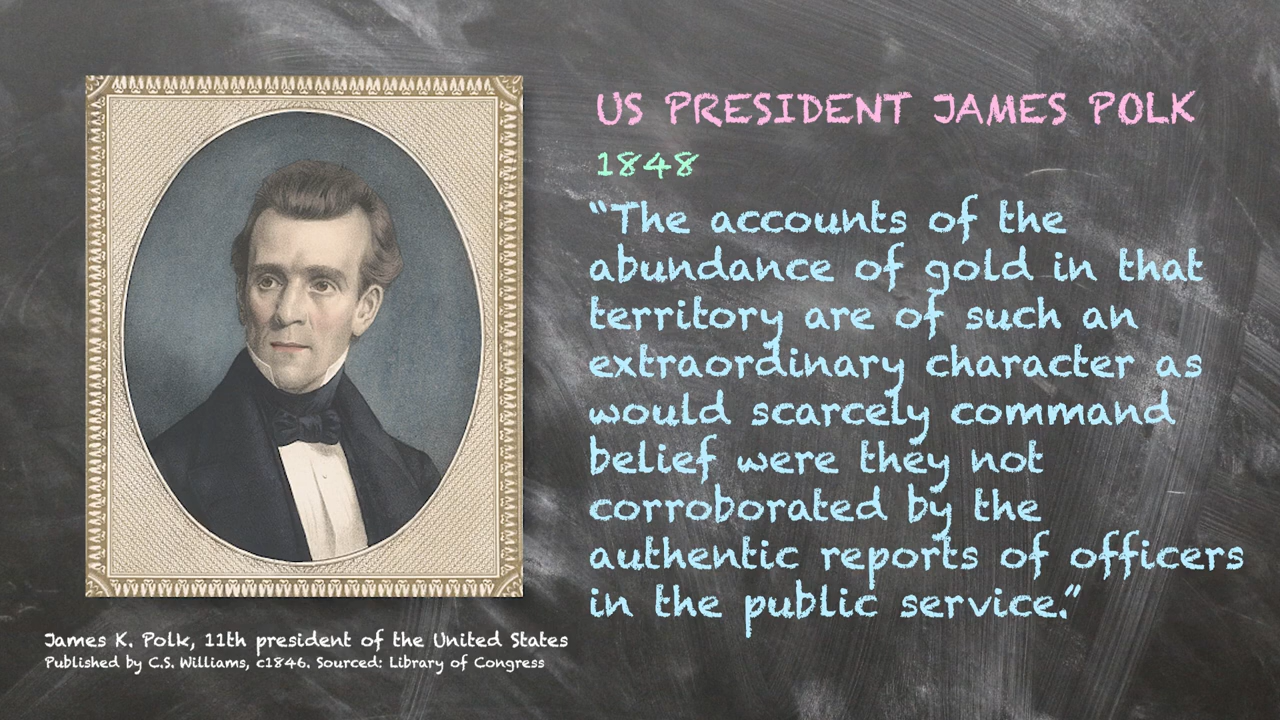 US PRESIDENT JAMES POLK
1848
“The accounts of the
abundance of gold in that
territory are of such an
extraordinary character as
would scarcely command
belief were they not
corroborated by the
authentic reports of officers
in the public service.”
James K. Polk, 11th president of the United States
Published by C.S. Williams, c1846. Sourced: Library of Congress